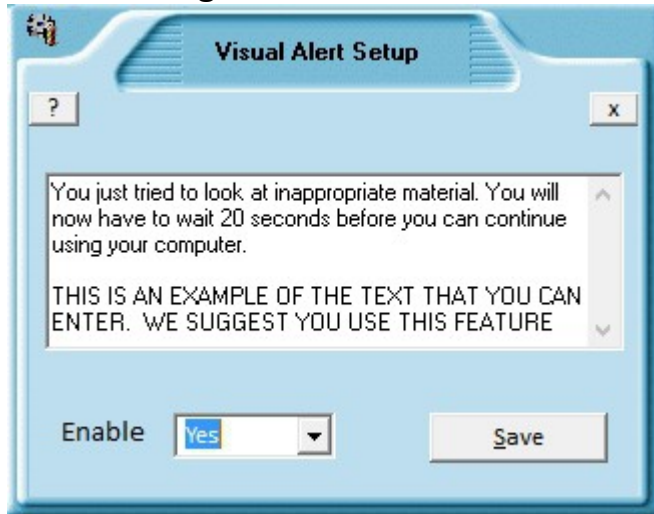 Visual Alert Setup
?
x
You just tried to look at inappropriate material. You will
now have to wait 20 seconds before you can continue
using your computer.
THIS IS AN EXAMPLE OF THE TEXT THAT YOU CAN
ENTER. WE SUGGEST YOU USE THIS FEATURE
Enable Yes Save